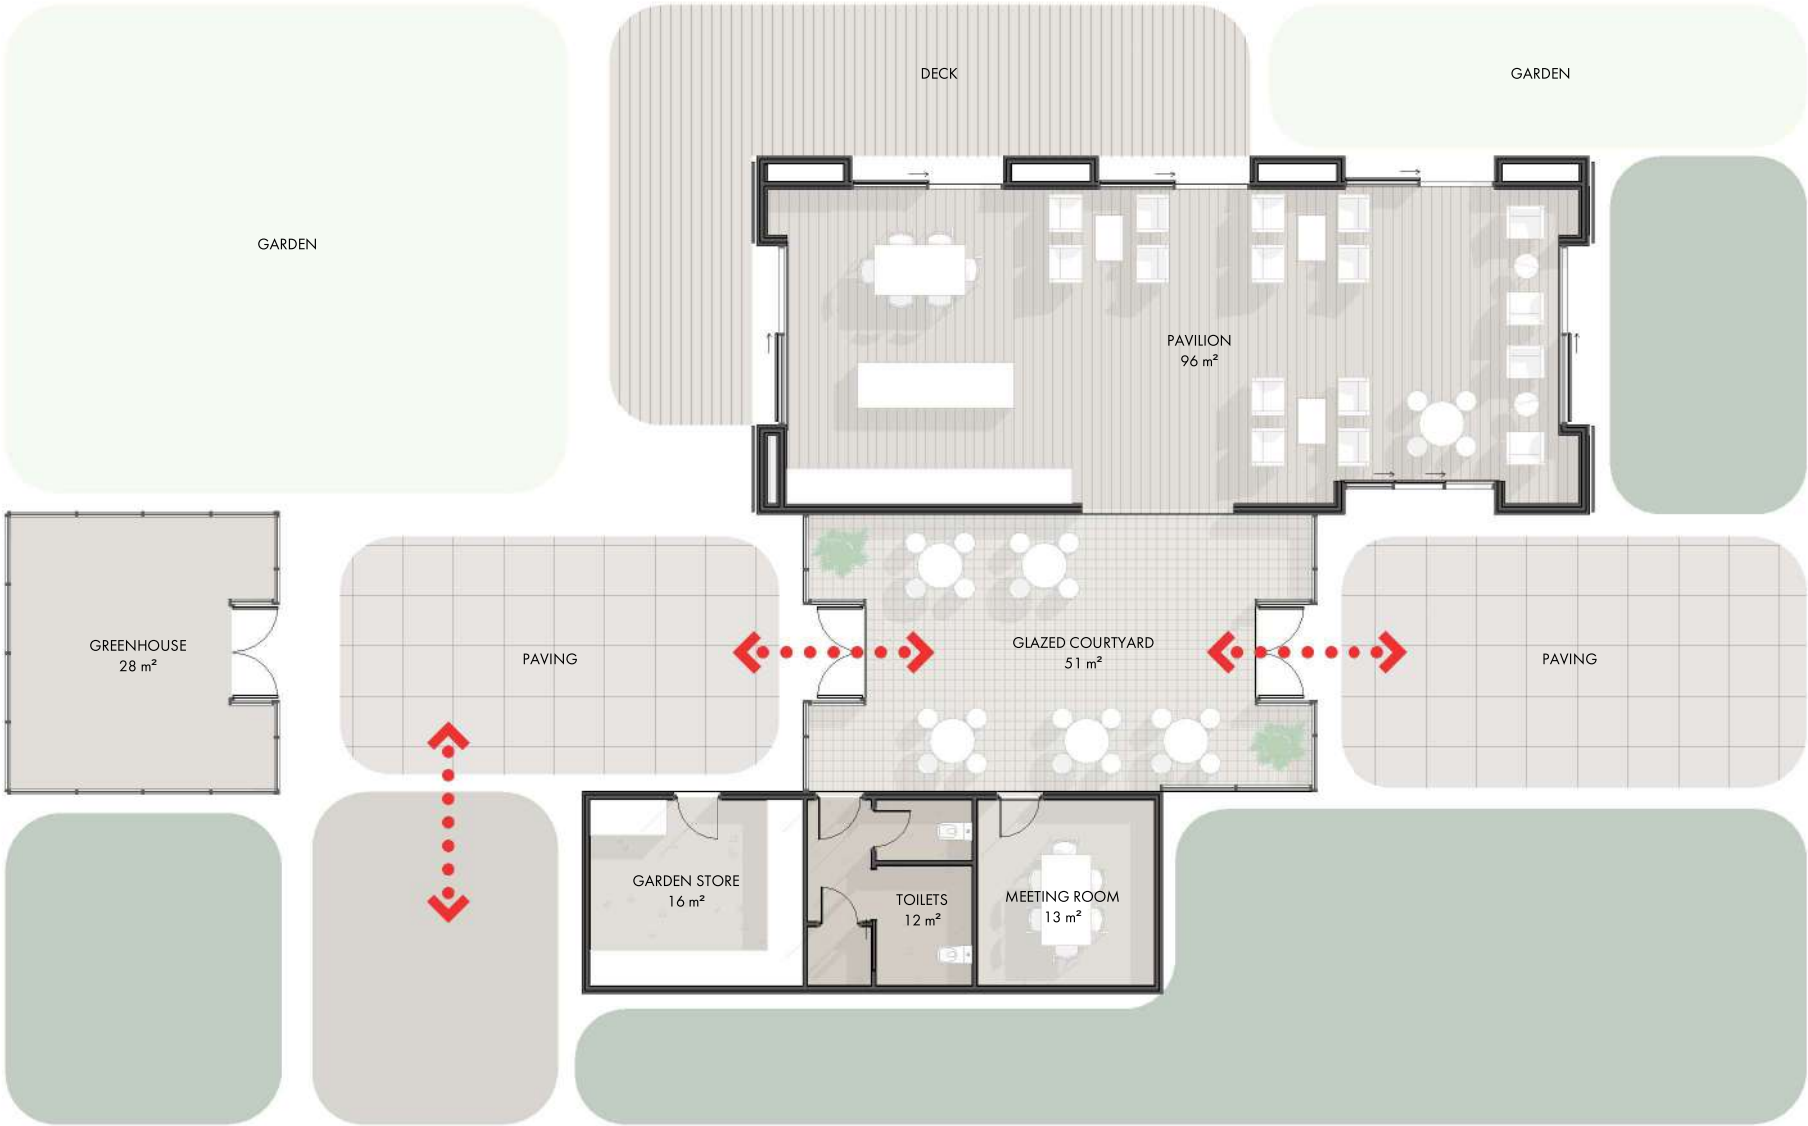 DECK
GARDEN
GARDEN
PAVILION
96 m²
GREENHOUSE
28 m²
PAVING
GLAZED COURTYARD
51 m²
PAVING
GARDEN STORE
16 m²
TOILETS
12 m²
MEETING ROOM
13 m²